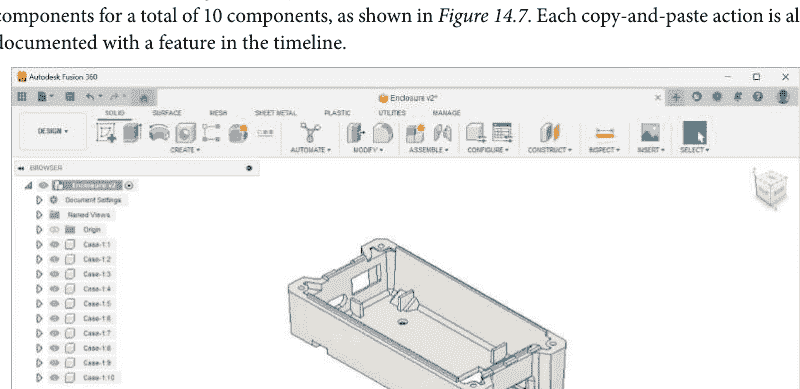 components for a total of 10 components, as shown in Figure 14.7. Each copy-and-paste action is al
documented with a feature in the timeline.
Autodesk Fusion 360
Enclosure v2*
SOLID SURFACE MESH SHEET METAL PLASTIC UTILITIES MANAGE
DESIGN
CREATE AUTOMATE MODIFY ASSEMBLE CONFIGURE CONSTRUCT INSPECT INSERT SELECT
BROWSER
Enclosure v2
Document Settings
Named Views
Origin
Case-1:1
Case-1:2
Case-1:3
Case-1:4
Case-1:5
Case-1:6
Case-1:7
Case-1:8
Case-1:9
Case-1:10